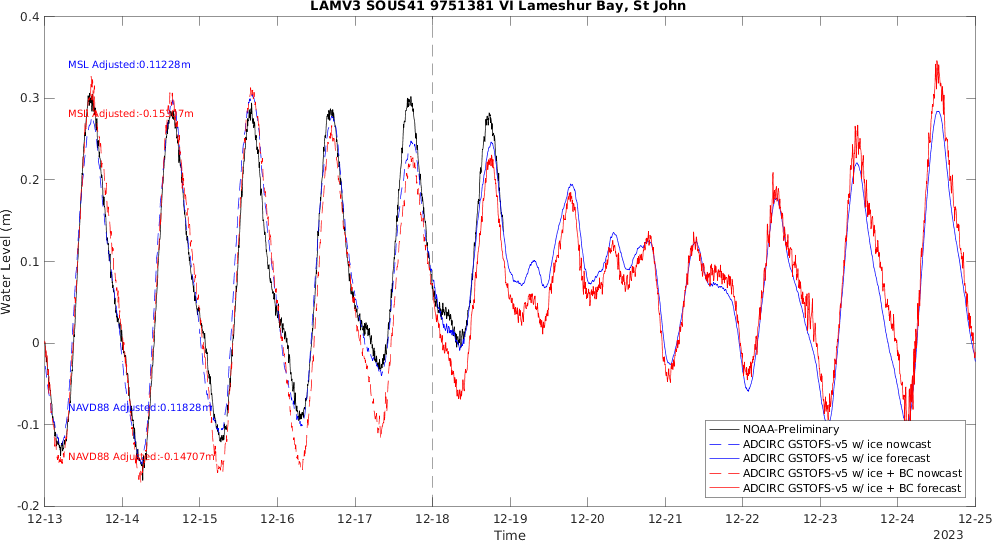 LAMV3 SOUS41 9751381 VI Lameshur Bay, St John
0.4
0.3
0.2
0.1
0
-0.1
-0.2
Water Level (m)
MSL Adjusted:0.11228m
MSL Adjusted:-0.15
NAVD88 Adjusted:0.11828m
NAVD88 Adjusted:-0.14707m
NOAA-Preliminary
ADCIRC GSTOFS-v5 w/ ice nowcast
ADCIRC GSTOFS-v5 w/ ice forecast
ADCIRC GSTOFS-v5 w/ ice + BC nowcast
ADCIRC GSTOFS-v5 w/ ice + BC forecast
12-13
12-14
12-15
12-16
12-17
12-18
12-19
12-20
12-21
12-22
12-23
12-24
12-25
Time
2023